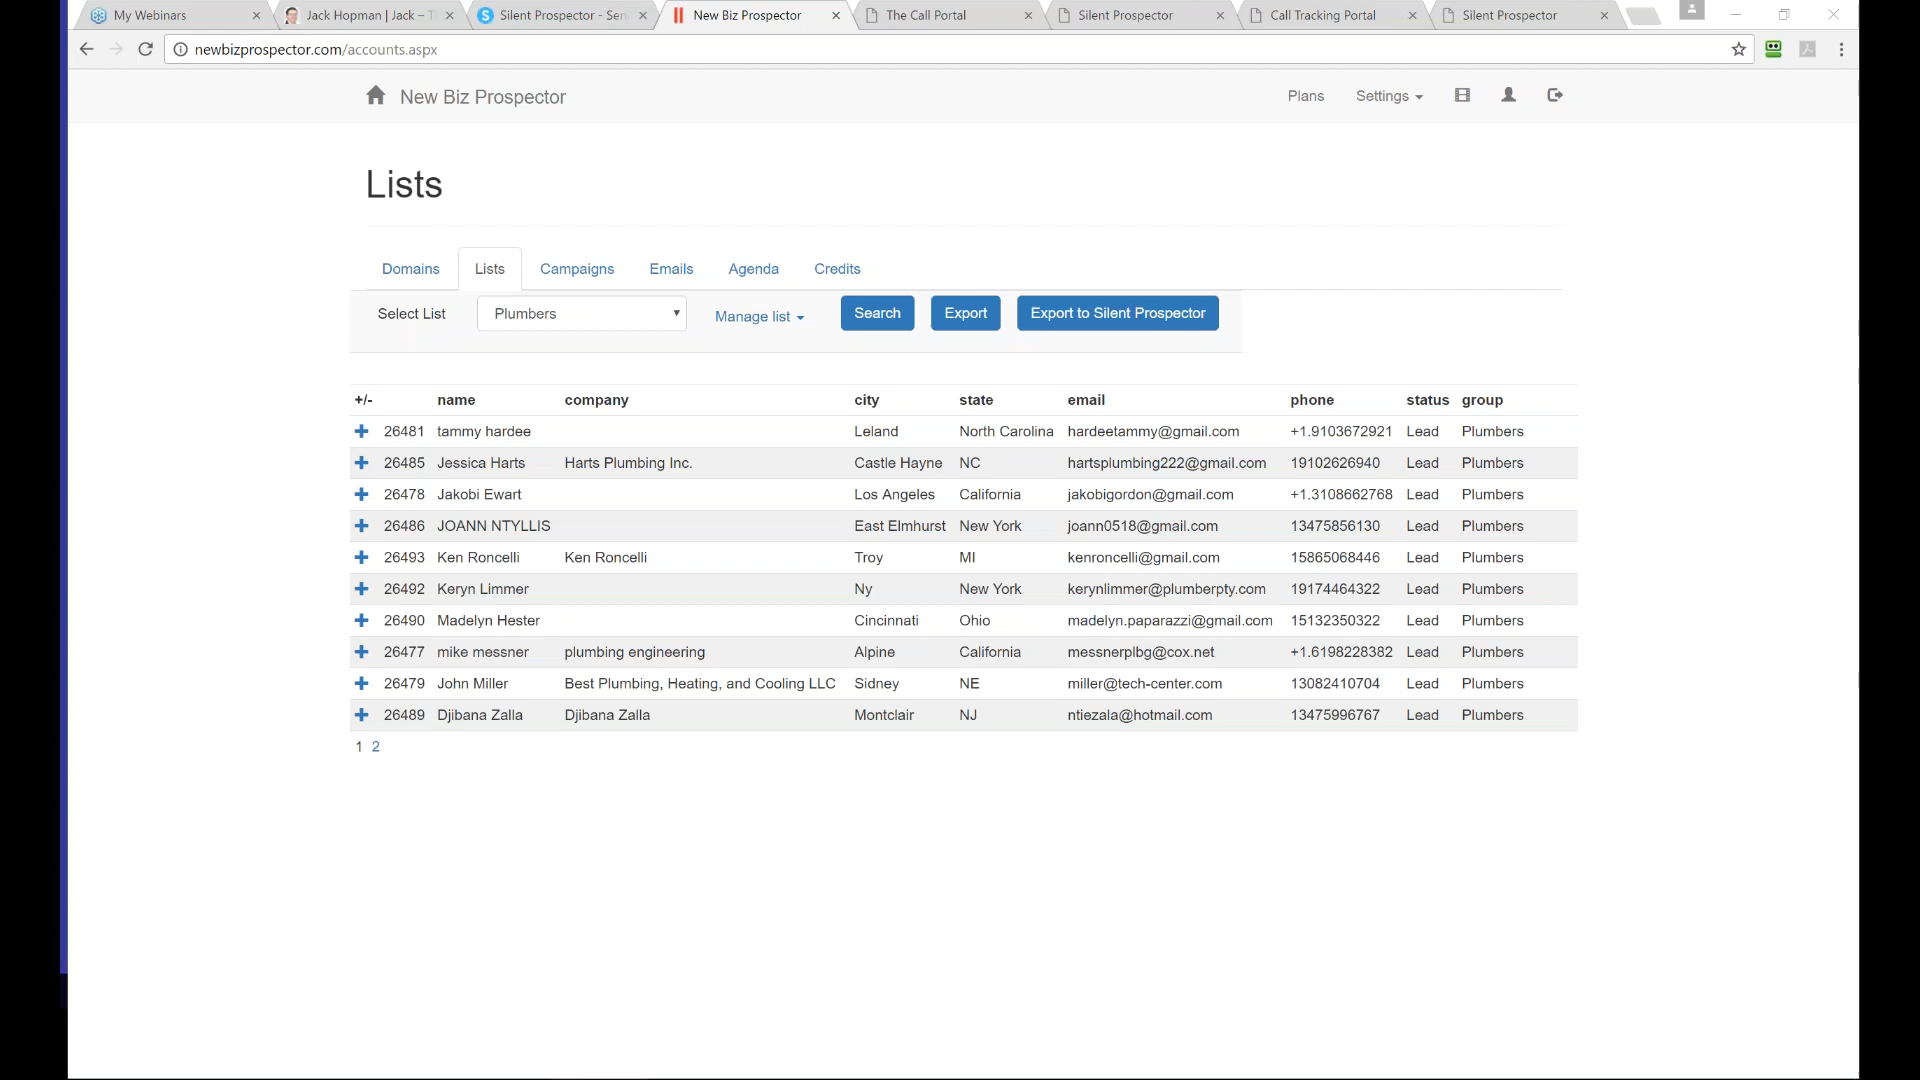 My Webinars Jack Hopman | Jack – T Silent Prospector - Sen New Biz Prospector The Call Portal Silent Prospector Call Tracking Portal Silent Prospector
newbizprospector.com/accounts.aspx
New Biz Prospector Plans Settings
Lists
Domains Lists Campaigns Emails Agenda Credits
Select List Plumbers Manage list Search Export Export to Silent Prospector
+/- name company city state email phone status group
26481 tammy hardee Leland North Carolina hardeetammy@gmail.com +1.9103672921 Lead Plumbers
26485 Jessica Harts Harts Plumbing Inc. Castle Hayne NC hartsplumbing222@gmail.com 19102626940 Lead Plumbers
26478 Jakobi Ewart Los Angeles California jakobigordon@gmail.com +1.3108662768 Lead Plumbers
26486 JOANN NTYLLIS East Elmhurst New York joann0518@gmail.com 13475856130 Lead Plumbers
26493 Ken Roncelli Ken Roncelli Troy MI kenroncelli@gmail.com 15865068446 Lead Plumbers
26492 Keryn Limmer Ny New York kerynlimmer@plumberpty.com 19174464322 Lead Plumbers
26490 Madelyn Hester Cincinnati Ohio madelyn.paparazzi@gmail.com 15132350322 Lead Plumbers
26477 mike messner plumbing engineering Alpine California messnerplbg@cox.net +1.6198228382 Lead Plumbers
26479 John Miller Best Plumbing, Heating, and Cooling LLC Sidney NE miller@tech-center.com 13082410704 Lead Plumbers
26489 Djibana Zalla Djibana Zalla Montclair NJ ntiezala@hotmail.com 13475996767 Lead Plumbers
1 2